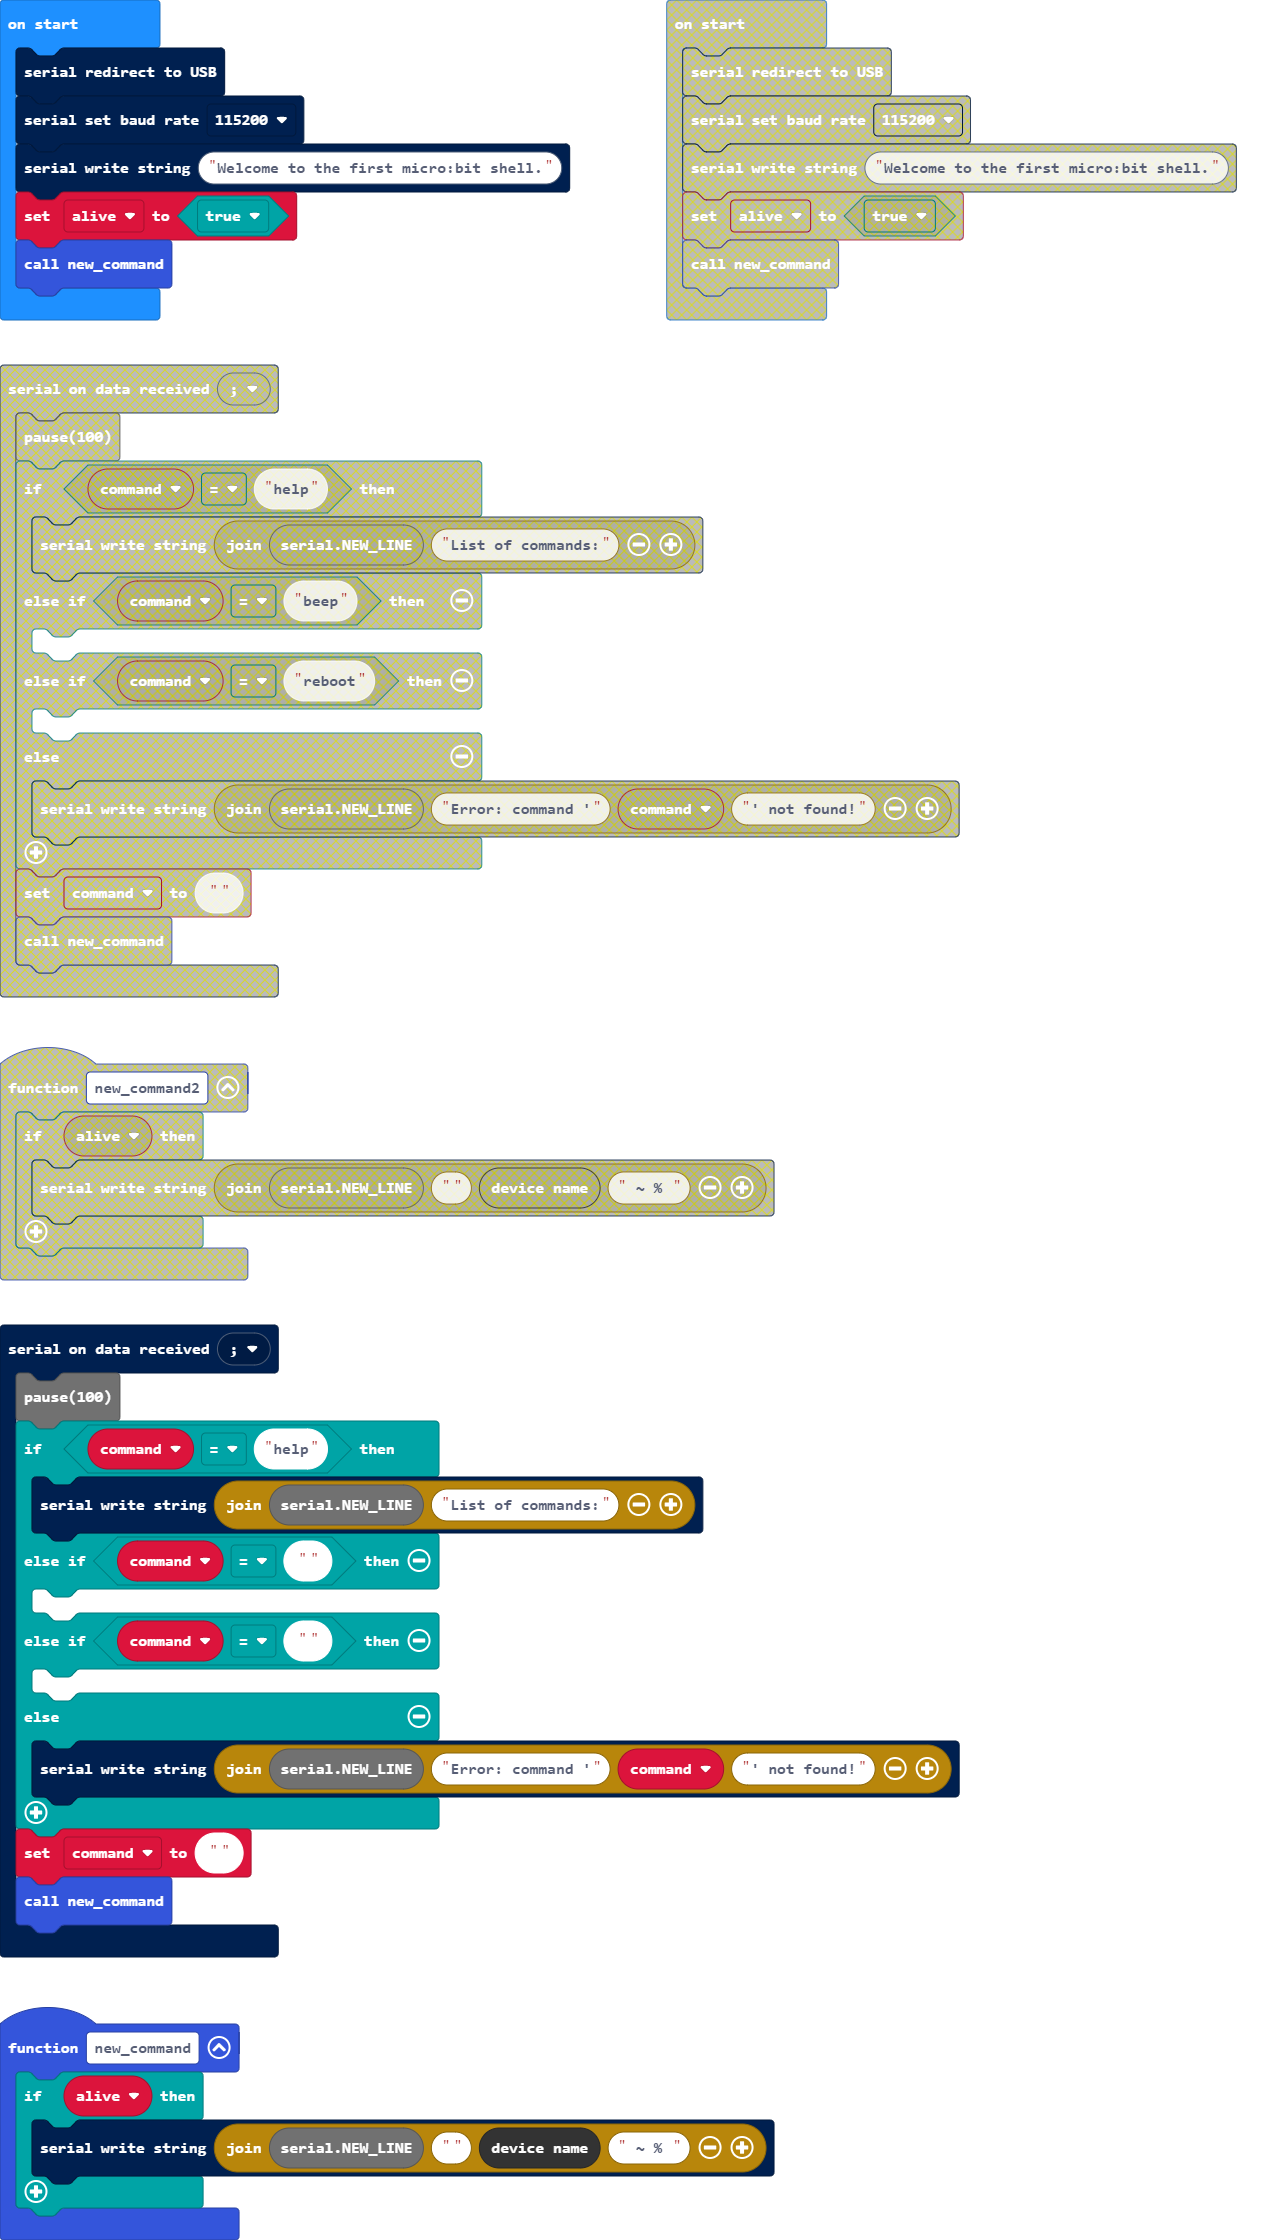 on start
serial redirect to USB
serial set baud rate 115200
serial write string "Welcome to the first micro:bit shell."
set alive to true
call new_command
on start
serial redirect to USB
serial set baud rate 115200
serial write string "Welcome to the first micro:bit shell."
set alive to true
call new_command
serial on data received ;
pause(100)
if command = "help" then
serial write string join serial.NEW_LINE "List of commands:"
else if command = "beep" then
else if command = "reboot" then
else
serial write string join serial.NEW_LINE "Error: command '" command "' not found!"
set command to ""
call new_command
function new_command2
if alive then
serial write string join serial.NEW_LINE "" device name " ~ % "
serial on data received ;
pause(100)
if command = "help" then
serial write string join serial.NEW_LINE "List of commands:"
else if command = "" then
else if command = "" then
else
serial write string join serial.NEW_LINE "Error: command '" command "' not found!"
set command to ""
call new_command
function new_command
if alive then
serial write string join serial.NEW_LINE "" device name " ~ % "